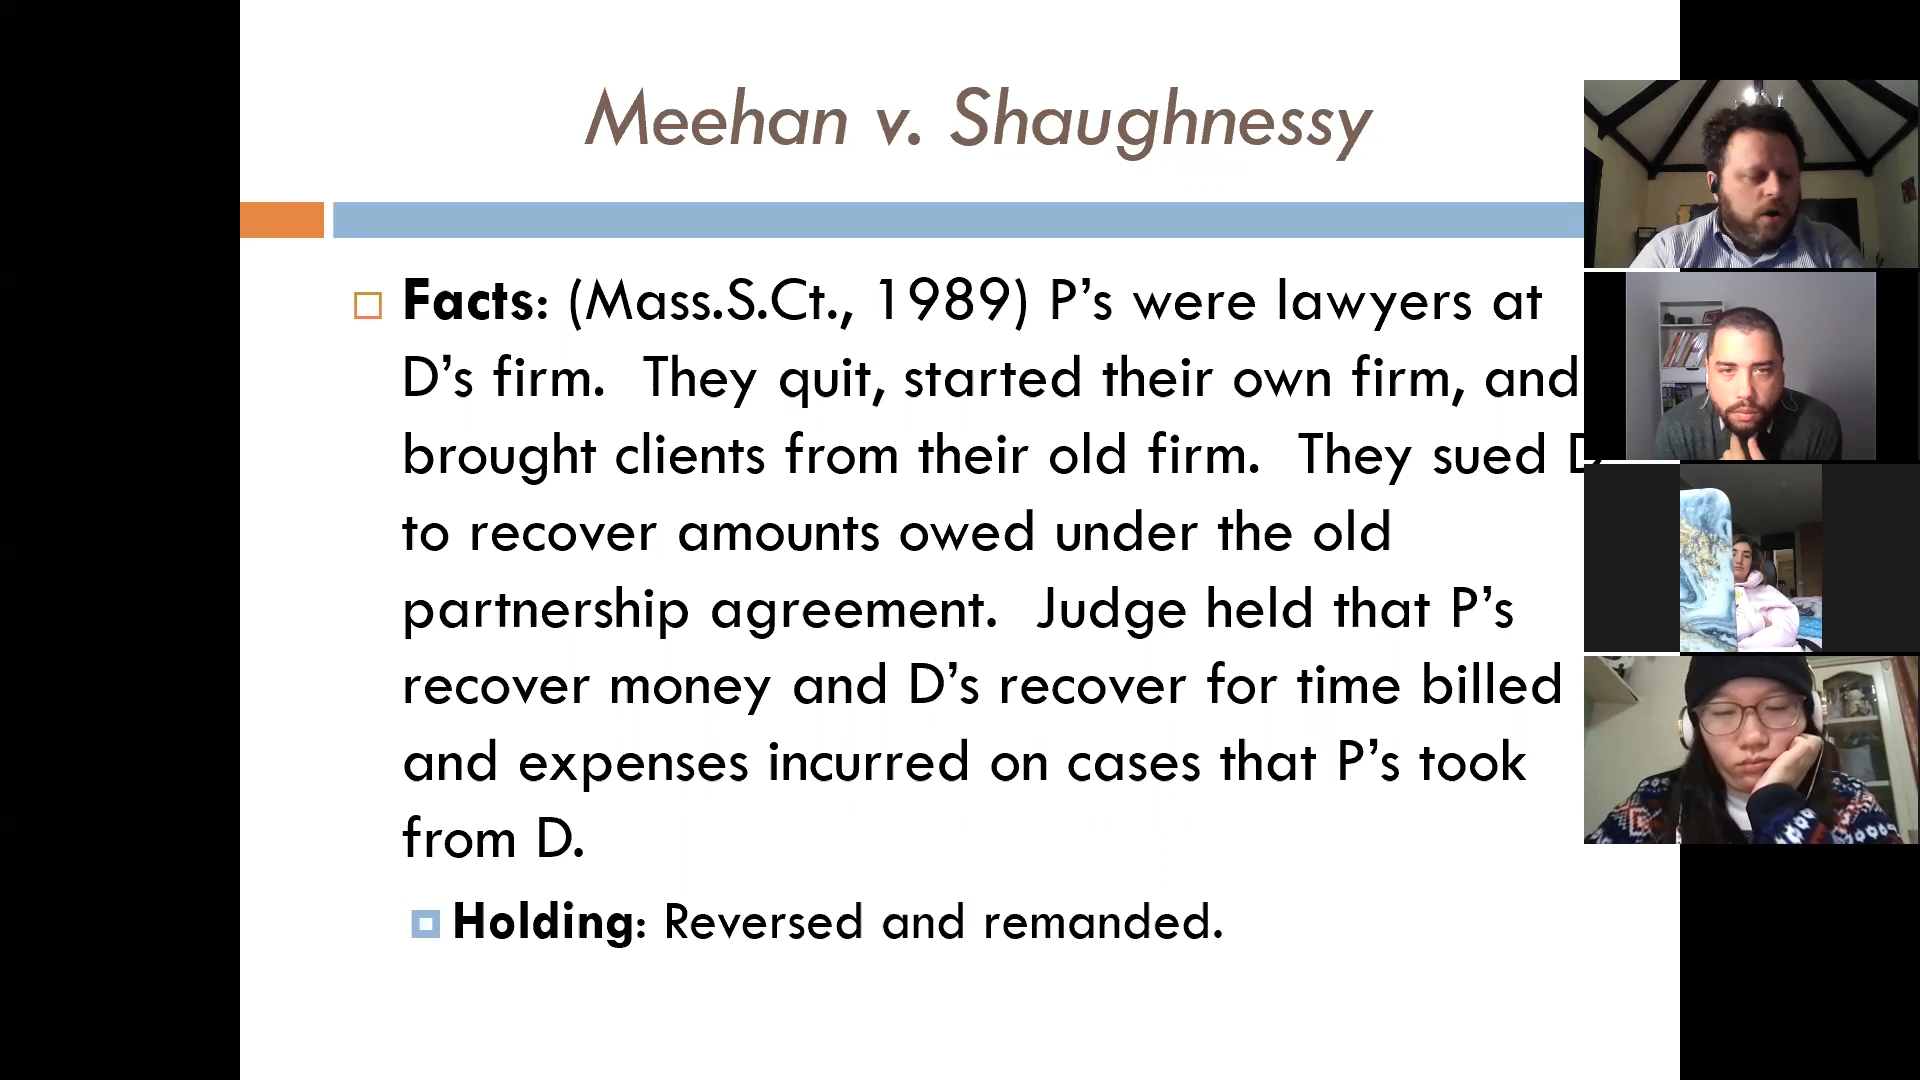 Meehan v. Shaughnessy
Facts: (Mass.S.Ct., 1989) P’s were lawyers at
D’s firm.  They quit, started their own firm, and
brought clients from their old firm.  They sued D
to recover amounts owed under the old
partnership agreement.  Judge held that P’s
recover money and D’s recover for time billed
and expenses incurred on cases that P’s took
from D.
Holding: Reversed and remanded.